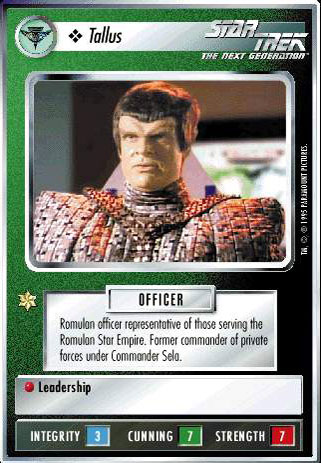 ❖ Tallus
STAR TREK
THE NEXT GENERATION
TM, © 1995 PARAMOUNT PICTURES.
OFFICER
Romulan officer representative of those serving the
Romulan Star Empire. Former commander of private
forces under Commander Sela.
Leadership
INTEGRITY 3 CUNNING 7 STRENGTH 7